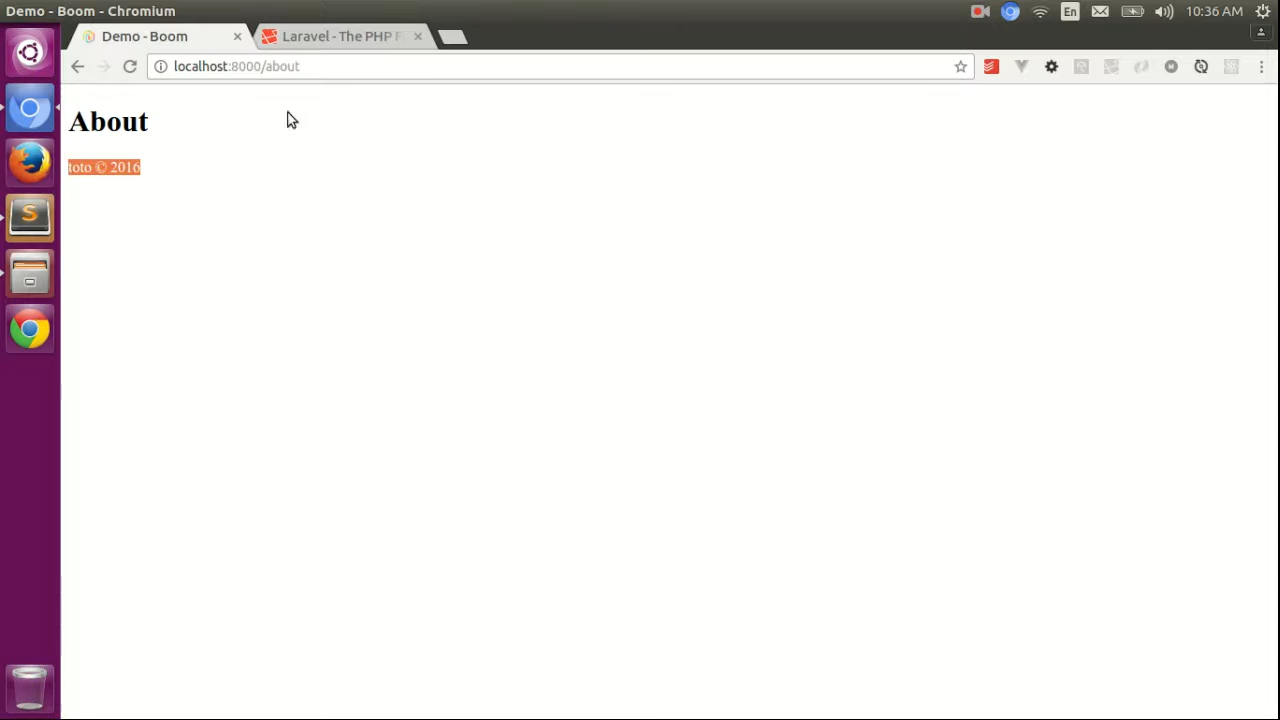 Demo - Boom - Chromium
En
10:36 AM
Demo - Boom
Laravel - The PHP F
localhost:8000/about
About
toto © 2016